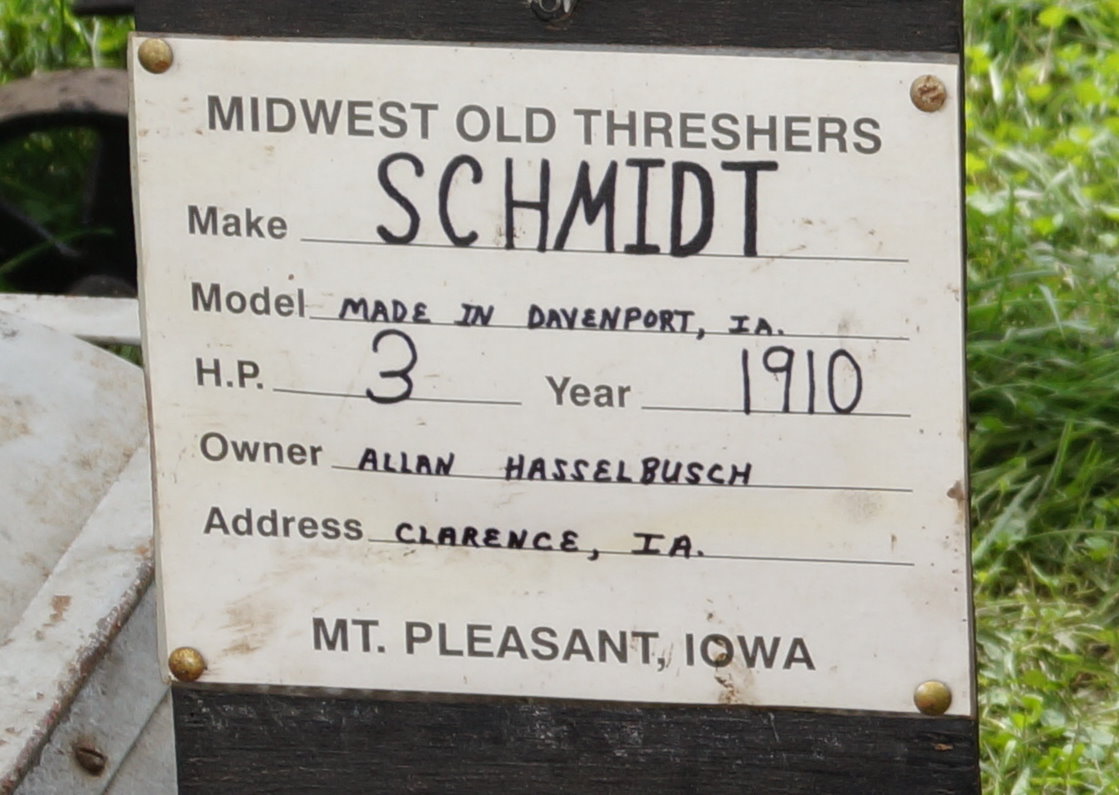 MIDWEST OLD THRESHERS
Make SCHMIDT
Model MADE IN DAVENPORT, IA.
H.P. 3 Year 1910
Owner ALLAN HASSELBUSCH
Address CLARENCE, IA.
MT. PLEASANT, IOWA